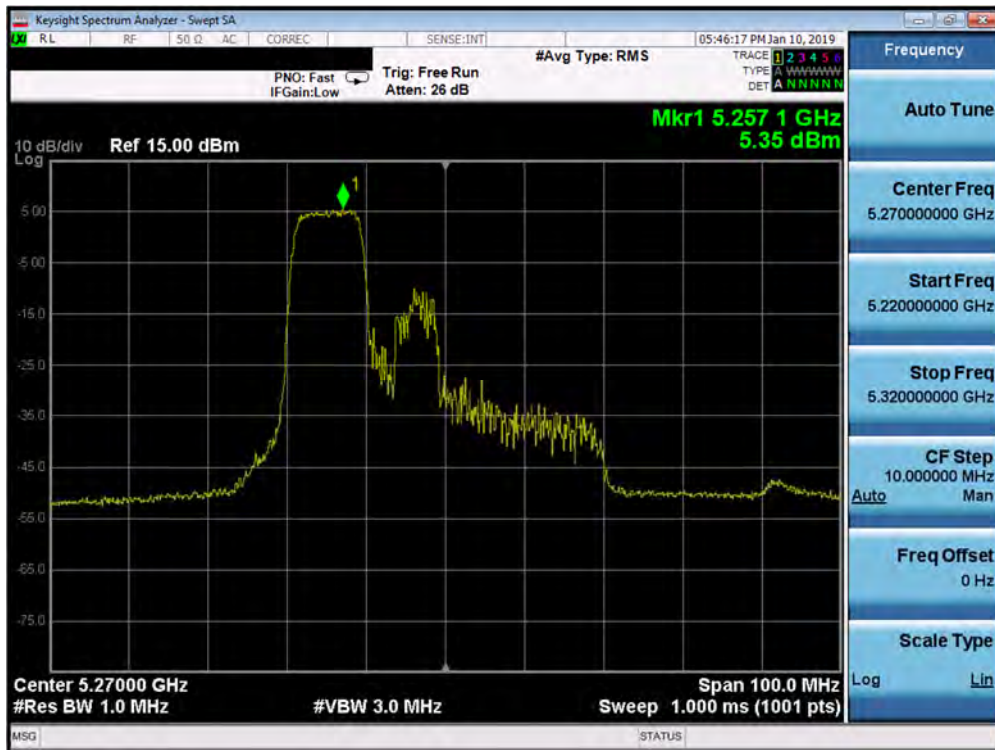 Keysight Spectrum Analyzer - Swept SA
LXI RL RF 50 Ω AC CORREC SENSE:INT 05:46:17 PM Jan 10, 2019
PNO: Fast
IFGain:Low
Trig: Free Run
Atten: 26 dB
#Avg Type: RMS
TRACE 1 2 3 4 5 6
TYPE A WWWWW
DET A N N N N N
Mkr1 5.257 1 GHz
5.35 dBm
10 dB/div
Log
Ref 15.00 dBm
1
5.00
-5.00
-15.0
-25.0
-35.0
-45.0
-55.0
-65.0
-75.0
Center 5.27000 GHz
Span 100.0 MHz
#Res BW 1.0 MHz
#VBW 3.0 MHz
Sweep 1.000 ms (1001 pts)
MSG
STATUS
Frequency
Auto Tune
Center Freq
5.270000000 GHz
Start Freq
5.220000000 GHz
Stop Freq
5.320000000 GHz
CF Step
10.000000 MHz
Auto Man
Freq Offset
0 Hz
Scale Type
Log Lin